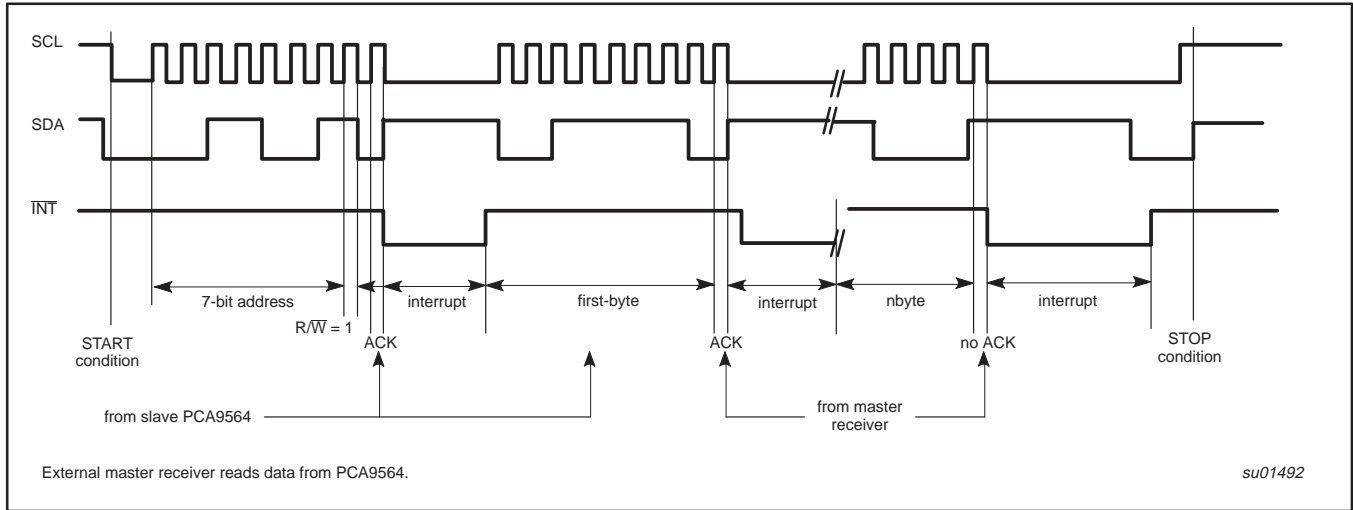 SCL
SDA
INT
7-bit address
interrupt
first-byte
interrupt
nbyte
interrupt
R/W = 1
START
condition
ACK
ACK
no ACK
STOP
condition
from slave PCA9564
from master
receiver
External master receiver reads data from PCA9564.
su01492